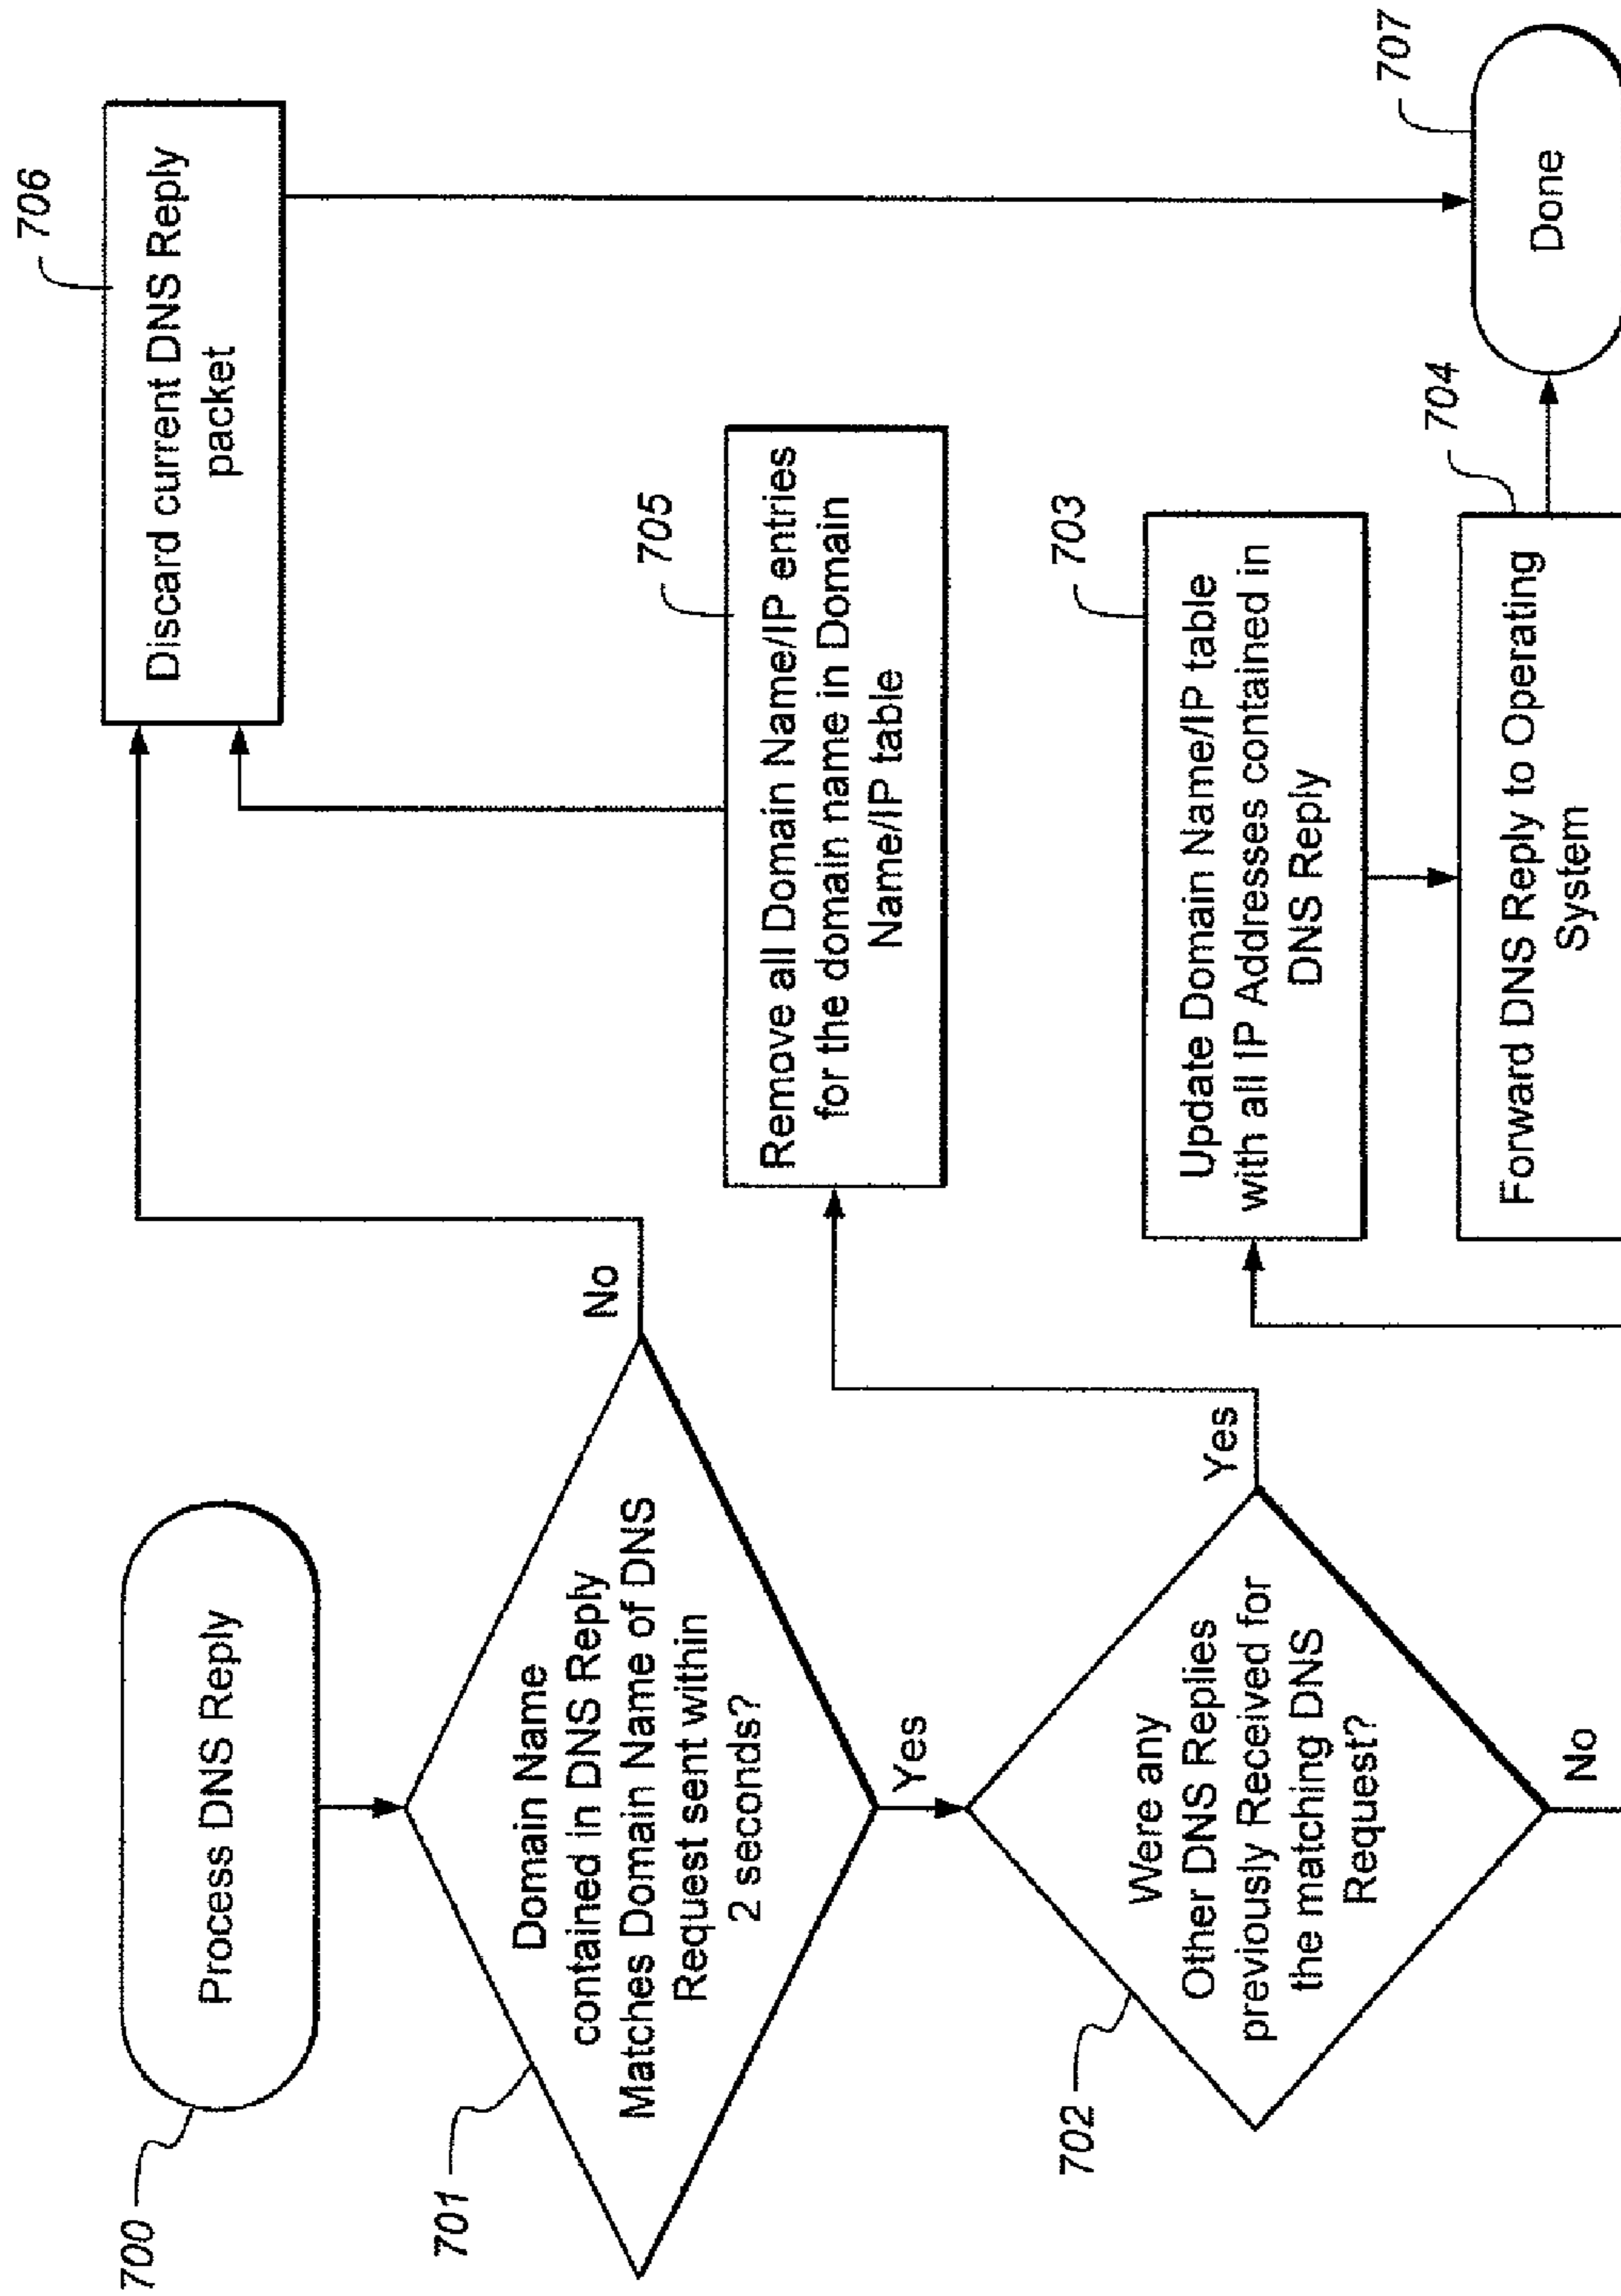 700
Process DNS Reply
701
Domain Name
contained in DNS Reply
Matches Domain Name of DNS
Request sent within
2 seconds?
No
Yes
702
Were any
Other DNS Replies
previously Received for
the matching DNS
Request?
Yes
No
706
Discard current DNS Reply
packet
705
Remove all Domain Name/IP entries
for the domain name in Domain
Name/IP table
703
Update Domain Name/IP table
with all IP Addresses contained in
DNS Reply
704
Forward DNS Reply to Operating
System
707
Done